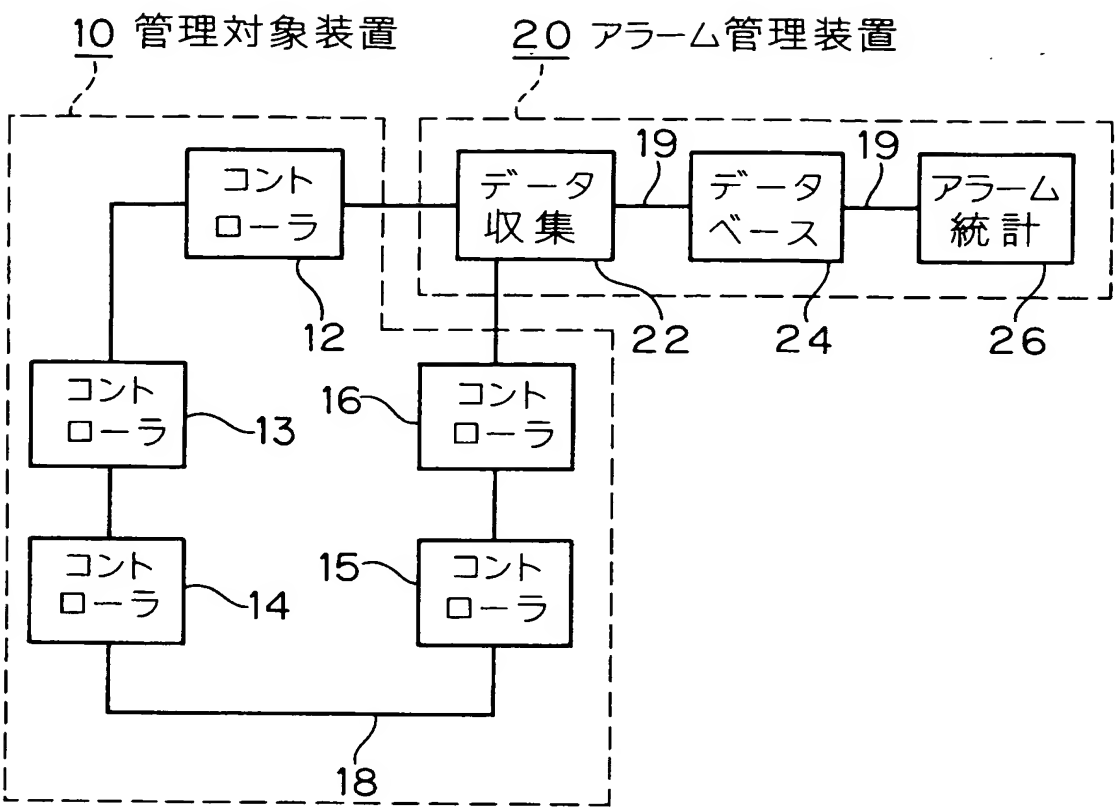 10 管理対象装置
20 アラーム管理装置
コント
ローラ
12
データ
収集
22
19
データ
ベース
24
19
アラーム
統計
26
コント
ローラ
13
16
コント
ローラ
コント
ローラ
14
15
コント
ローラ
18